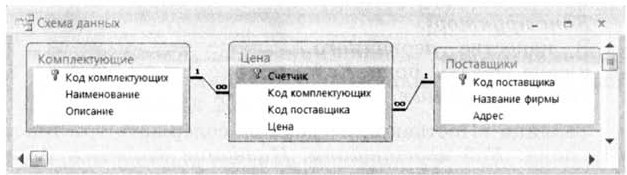 Схема данных
Комплектующие
Код комплектующих
Наименование
Описание
1
∞
Цена
Счетчик
Код комплектующих
Код поставщика
Цена
∞
1
Поставщики
Код поставщика
Название фирмы
Адрес